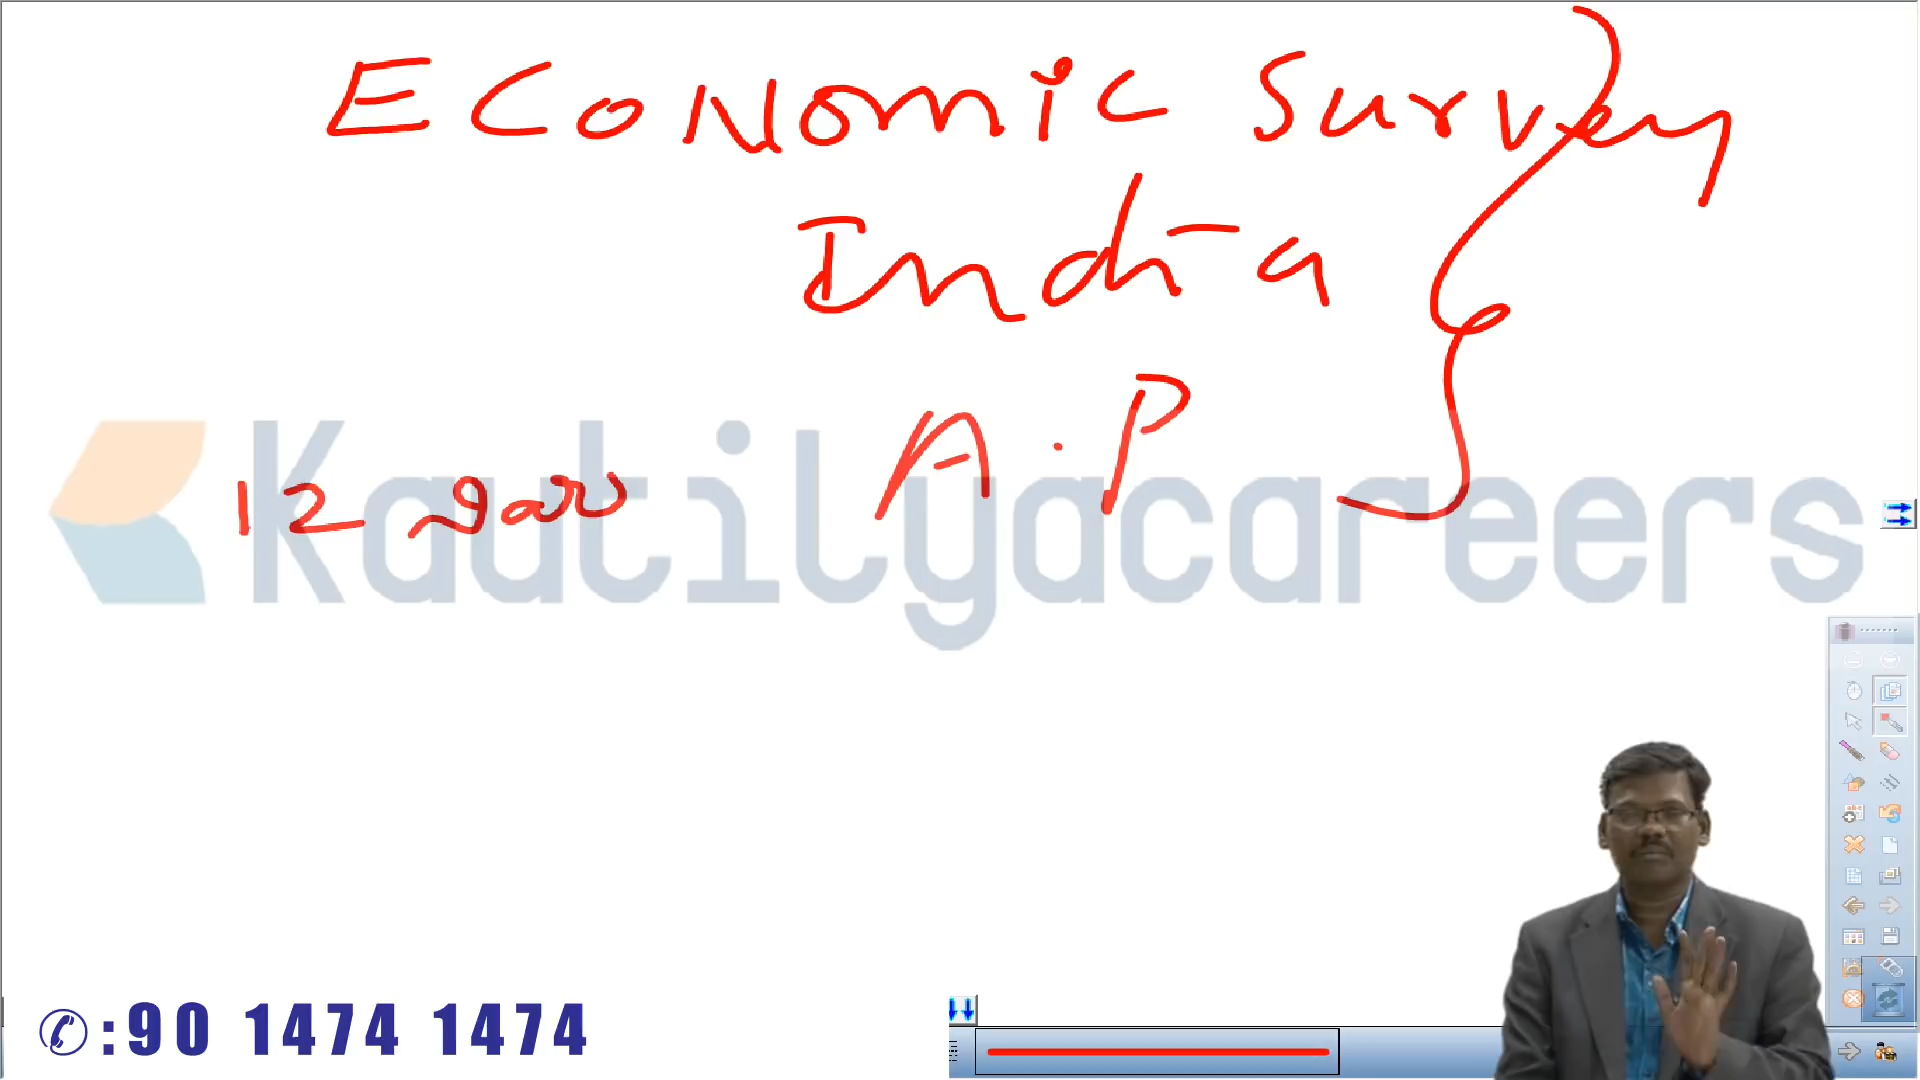 Economic Survey
India
A.P
12
Kautilyacareers
✆:90 1474 1474